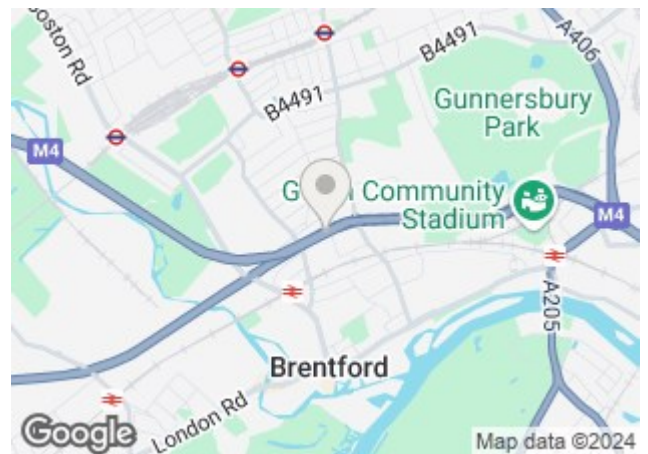 Boston Rd
B4491
B4491
A406
Gunnersbury
Park
M4
Community
Stadium
M4
A205
Brentford
London Rd
Google
Map data ©2024